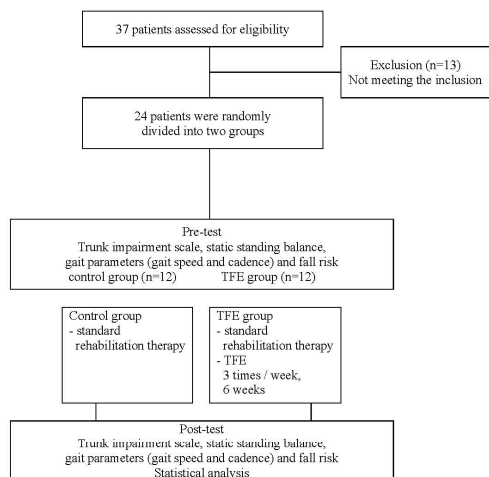 37 patients assessed for eligibility
Exclusion (n=13)
Not meeting the inclusion
24 patients were randomly
divided into two groups
Pre-test
Trunk impairment scale, static standing balance,
gait parameters (gait speed and cadence) and fall risk
control group (n=12) TFE group (n=12)
Control group
- standard
rehabilitation therapy
TFE group
- standard
rehabilitation therapy
- TFE
3 times / week,
6 weeks
Post-test
Trunk impairment scale, static standing balance,
gait parameters (gait speed and cadence) and fall risk
Statistical analysis